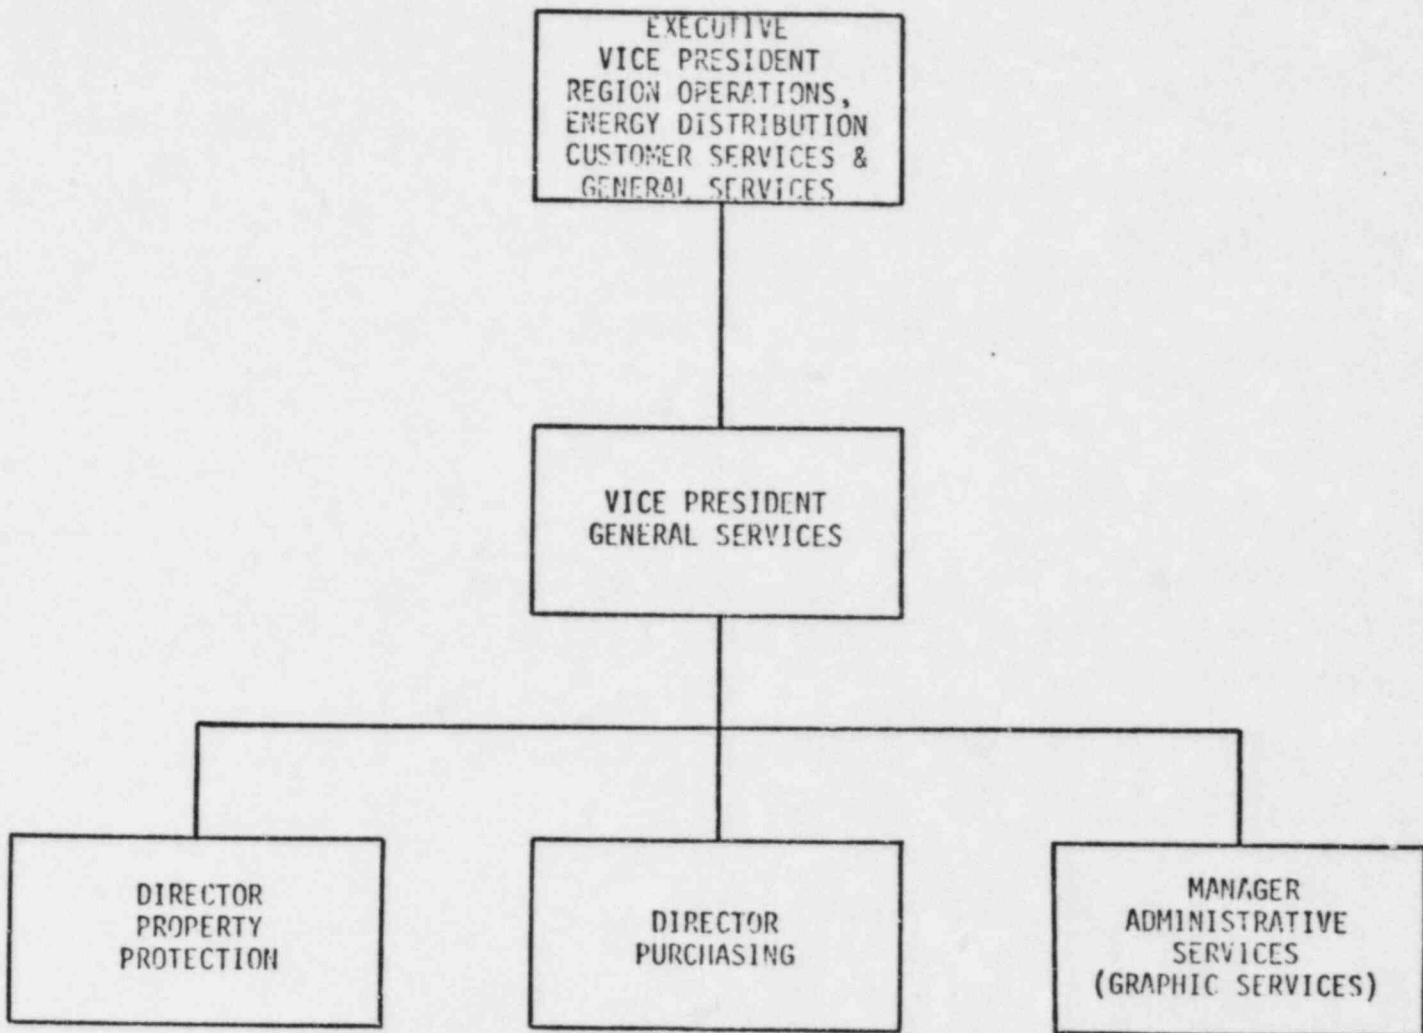 EXECUTIVE
VICE PRESIDENT
REGION OPERATIONS,
ENERGY DISTRIBUTION
CUSTOMER SERVICES &
GENERAL SERVICES
VICE PRESIDENT
GENERAL SERVICES
DIRECTOR
PROPERTY
PROTECTION
DIRECTOR
PURCHASING
MANAGER
ADMINISTRATIVE
SERVICES
(GRAPHIC SERVICES)